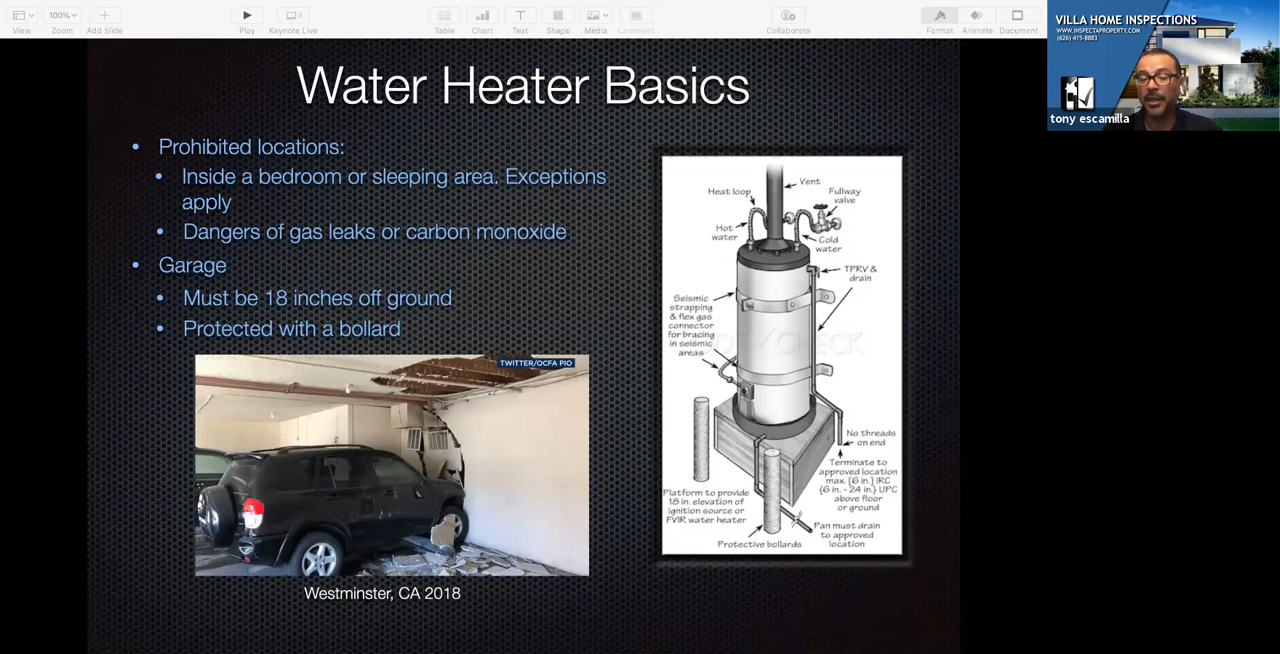 100%
View
Zoom
Add Slide
Play
Keynote Live
Table
Chart
Text
Shape
Media
Comment
Collaborate
Format
Animate
Document
VILLA HOME INSPECTIONS
WWW.INSPECTAPROPERTY.COM
(626) 415-8883
tony escamilla
Water Heater Basics
• Prohibited locations:
• Inside a bedroom or sleeping area. Exceptions
apply
• Dangers of gas leaks or carbon monoxide
• Garage
• Must be 18 inches off ground
• Protected with a bollard
TWITTER/OCFA PIO
Westminster, CA 2018
Vent
Heat loop
Fullway
valve
Hot
water
Cold
water
TPRV &
drain
Seismic
strapping
& flex gas
connector
for bracing
in seismic
areas
No threads
on end
Terminate to
approved location
max. (6 in.) IRC
(6 in. - 24 in.) UPC
above floor
or ground
Platform to provide
18 in. elevation of
ignition source or
FVIR water heater
Pan must drain
to approved
location
Protective bollards